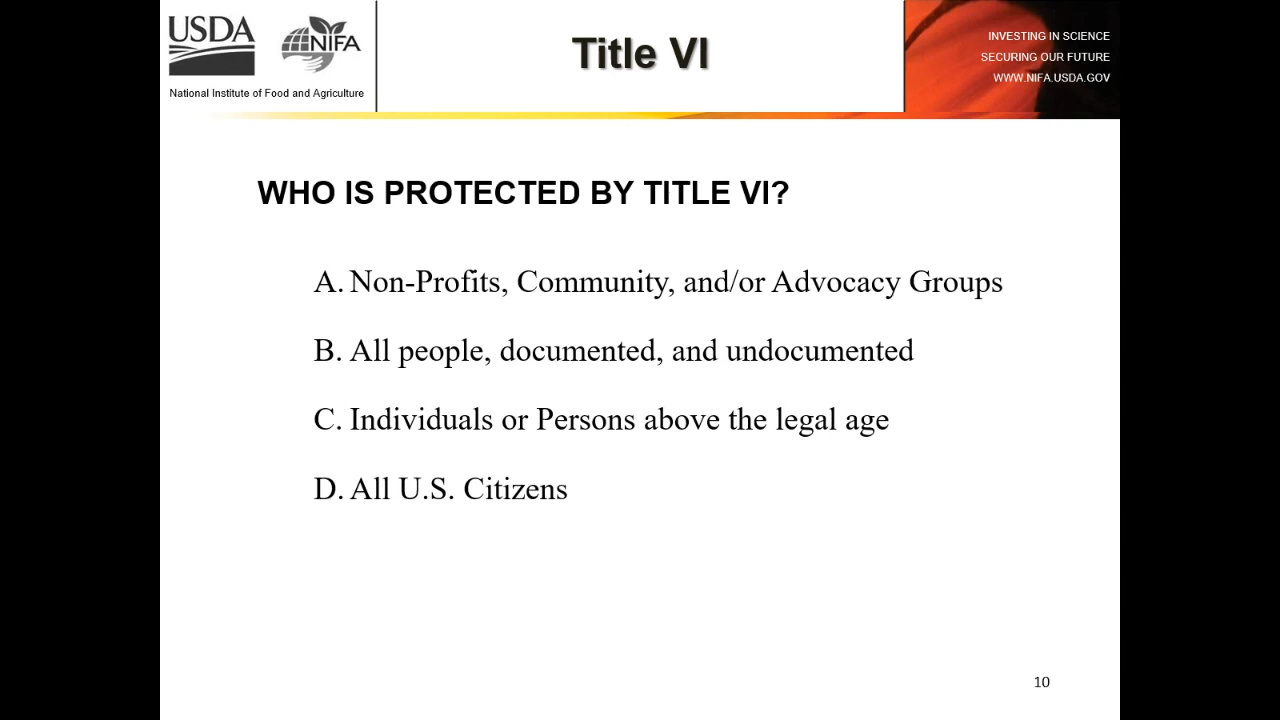 USDA
NIFA
National Institute of Food and Agriculture
Title VI
INVESTING IN SCIENCE
SECURING OUR FUTURE
WWW.NIFA.USDA.GOV
WHO IS PROTECTED BY TITLE VI?
A. Non-Profits, Community, and/or Advocacy Groups
B. All people, documented, and undocumented
C. Individuals or Persons above the legal age
D. All U.S. Citizens
10